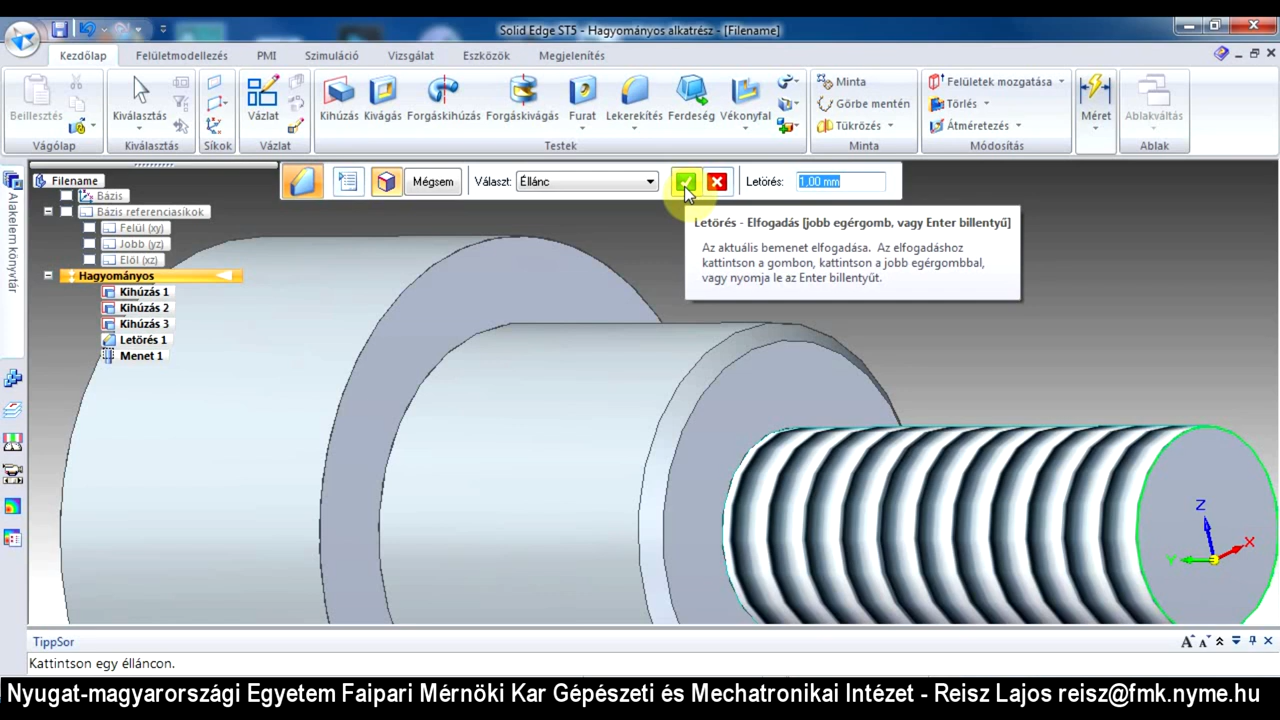 Solid Edge ST5 - Hagyományos alkatrész - [Filename]
Kezdőlap Felületmodellezés PMI Szimuláció Vizsgálat Eszközök Megjelenítés
Beillesztés Kiválasztás Vázlat Kihúzás Kivágás Forgáskihúzás Forgáskivágás Furat Lekerekítés Ferdeség Vékonyfal
Minta Görbe mentén Tükrözés
Felületek mozgatása Törlés Átméretezés
Méret Ablakváltás
Vágólap Kiválasztás Síkok Vázlat Testek Minta Módosítás Ablak
Mégsem Választ: Éllánc Letörés: 1,00 mm
Alakelem könyvtár
Filename
Bázis
Bázis referenciasíkok
Felül (xy)
Jobb (yz)
Elöl (xz)
Hagyományos
Kihúzás 1
Kihúzás 2
Kihúzás 3
Letörés 1
Menet 1
Letörés - Elfogadás [jobb egérgomb, vagy Enter billentyű]
Az aktuális bemenet elfogadása. Az elfogadáshoz
kattintson a gombon, kattintson a jobb egérgombbal,
vagy nyomja le az Enter billentyűt.
Z
X
Y
TippSor
Kattintson egy élláncon.
Nyugat-magyarországi Egyetem Faipari Mérnöki Kar Gépészeti és Mechatronikai Intézet - Reisz Lajos reisz@fmk.nyme.hu